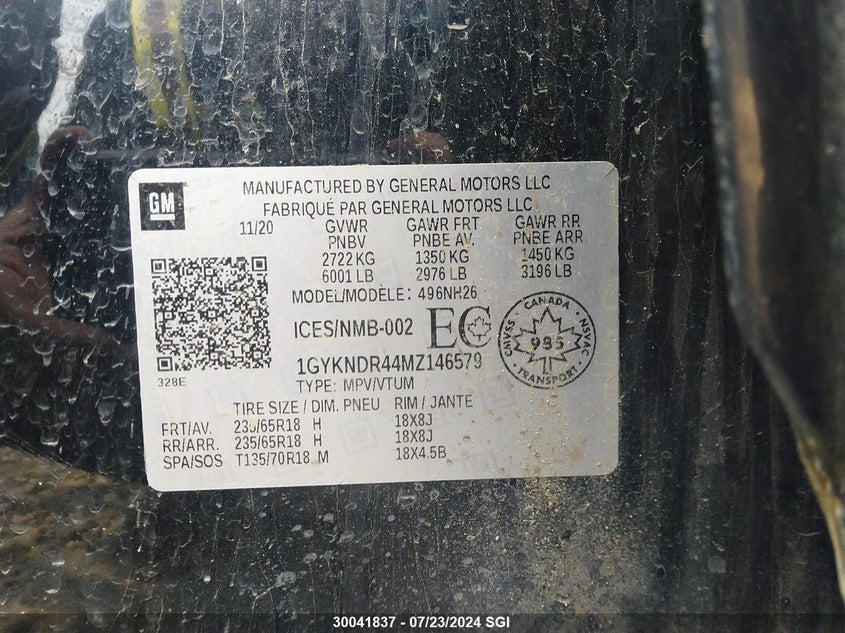 GM
MANUFACTURED BY GENERAL MOTORS LLC
FABRIQUÉ PAR GENERAL MOTORS LLC
11/20 GVWR GAWR FRT GAWR RR
PNBV PNBE AV. PNBE ARR.
2722 KG 1350 KG 1450 KG
6001 LB 2976 LB 3196 LB
MODEL/MODÈLE: 496NH26
ICES/NMB-002 EC
CANADA
CMVSS 985 NSVAC
TRANSPORT
1GYKNDR44MZ146579
TYPE: MPV/VTUM
328E
TIRE SIZE / DIM. PNEU RIM / JANTE
FRT/AV. 235/65R18 H 18X8J
RR/ARR. 235/65R18 H 18X8J
SPA/SOS T135/70R18 M 18X4.5B
30041837 - 07/23/2024 SGI